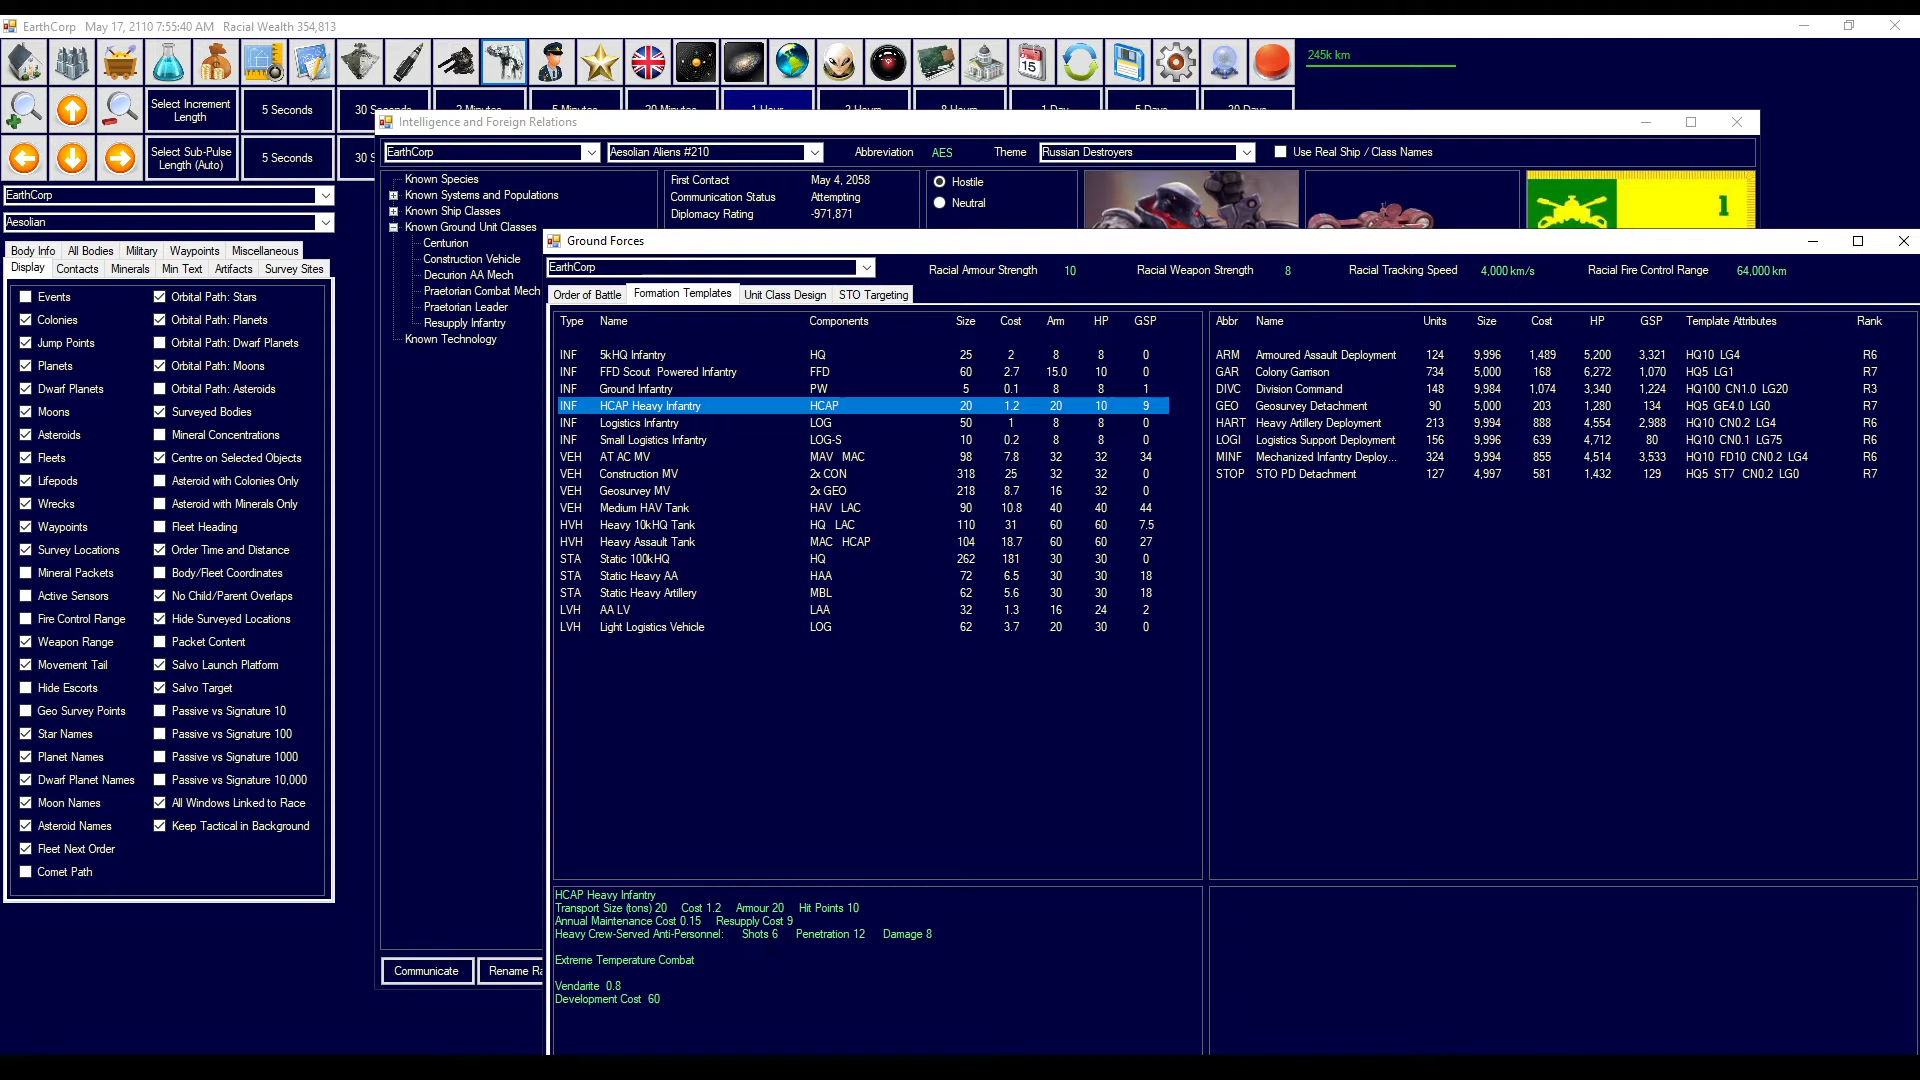 EarthCorp   May 17, 2110 7:55:40 AM   Racial Wealth 354,813
15
245k km
Select Increment Length
5 Seconds
30 Seconds
2 Minutes
5 Minutes
20 Minutes
1 Hour
3 Hours
8 Hours
1 Day
5 Days
30 Days
Select Sub-Pulse Length (Auto)
5 Seconds
30 S
EarthCorp
Aesolian
Body Info   All Bodies   Military   Waypoints   Miscellaneous
Display   Contacts   Minerals   Min Text   Artifacts   Survey Sites
Events   Orbital Path: Stars
Colonies   Orbital Path: Planets
Jump Points   Orbital Path: Dwarf Planets
Planets   Orbital Path: Moons
Dwarf Planets   Orbital Path: Asteroids
Moons   Surveyed Bodies
Asteroids   Mineral Concentrations
Fleets   Centre on Selected Objects
Lifepods   Asteroid with Colonies Only
Wrecks   Asteroid with Minerals Only
Waypoints   Fleet Heading
Survey Locations   Order Time and Distance
Mineral Packets   Body/Fleet Coordinates
Active Sensors   No Child/Parent Overlaps
Fire Control Range   Hide Surveyed Locations
Weapon Range   Packet Content
Movement Tail   Salvo Launch Platform
Hide Escorts   Salvo Target
Geo Survey Points   Passive vs Signature 10
Star Names   Passive vs Signature 100
Planet Names   Passive vs Signature 1000
Dwarf Planet Names   Passive vs Signature 10,000
Moon Names   All Windows Linked to Race
Asteroid Names   Keep Tactical in Background
Fleet Next Order
Comet Path
Intelligence and Foreign Relations
EarthCorp   Aesolian Aliens #210   Abbreviation   AES   Theme   Russian Destroyers   Use Real Ship / Class Names
Known Species
Known Systems and Populations
Known Ship Classes
Known Ground Unit Classes
Centurion
Construction Vehicle
Decurion AA Mech
Praetorian Combat Mech
Praetorian Leader
Resupply Infantry
Known Technology
First Contact   May 4, 2058
Communication Status   Attempting
Diplomacy Rating   -971,871
Hostile
Neutral
1
Communicate   Rename Ra
Ground Forces
EarthCorp   Racial Armour Strength   10   Racial Weapon Strength   8   Racial Tracking Speed   4,000 km/s   Racial Fire Control Range   64,000 km
Order of Battle   Formation Templates   Unit Class Design   STO Targeting
Type   Name   Components   Size   Cost   Arm   HP   GSP
INF   5kHQ Infantry   HQ   25   2   8   8   0
INF   FFD Scout  Powered Infantry   FFD   60   2.7   15.0   10   0
INF   Ground Infantry   PW   5   0.1   8   8   1
INF   HCAP Heavy Infantry   HCAP   20   1.2   20   10   9
INF   Logistics Infantry   LOG   50   1   8   8   0
INF   Small Logistics Infantry   LOG-S   10   0.2   8   8   0
VEH   AT AC MV   MAV  MAC   98   7.8   32   32   34
VEH   Construction MV   2x CON   318   25   32   32   0
VEH   Geosurvey MV   2x GEO   218   8.7   16   32   0
VEH   Medium HAV Tank   HAV  LAC   90   10.8   40   40   44
HVH   Heavy 10kHQ Tank   HQ  LAC   110   31   60   60   7.5
HVH   Heavy Assault Tank   MAC  HCAP   104   18.7   60   60   27
STA   Static 100kHQ   HQ   262   181   30   30   0
STA   Static Heavy AA   HAA   72   6.5   30   30   18
STA   Static Heavy Artillery   MBL   62   5.6   30   30   18
LVH   AA LV   LAA   32   1.3   16   24   2
LVH   Light Logistics Vehicle   LOG   62   3.7   20   30   0
Abbr   Name   Units   Size   Cost   HP   GSP   Template Attributes   Rank
ARM   Armoured Assault Deployment   124   9,996   1,489   5,200   3,321   HQ10  LG4   R6
GAR   Colony Garrison   734   5,000   168   6,272   1,070   HQ5  LG1   R7
DIVC   Division Command   148   9,984   1,074   3,340   1,224   HQ100  CN1.0  LG20   R3
GEO   Geosurvey Detachment   90   5,000   203   1,280   134   HQ5  GE4.0  LG0   R7
HART   Heavy Artillery Deployment   213   9,994   888   4,554   2,988   HQ10  CN0.2  LG4   R6
LOGI   Logistics Support Deployment   156   9,996   639   4,712   80   HQ10  CN0.1  LG75   R6
MINF   Mechanized Infantry Deploy...   324   9,994   855   4,514   3,533   HQ10  FD10  CN0.2  LG4   R6
STOP   STO PD Detachment   127   4,997   581   1,432   129   HQ5  ST7  CN0.2  LG0   R7
HCAP Heavy Infantry
Transport Size (tons) 20   Cost 1.2   Armour 20   Hit Points 10
Annual Maintenance Cost 0.15   Resupply Cost 9
Heavy Crew-Served Anti-Personnel:   Shots 6   Penetration 12   Damage 8
Extreme Temperature Combat
Vendarite  0.8
Development Cost  60